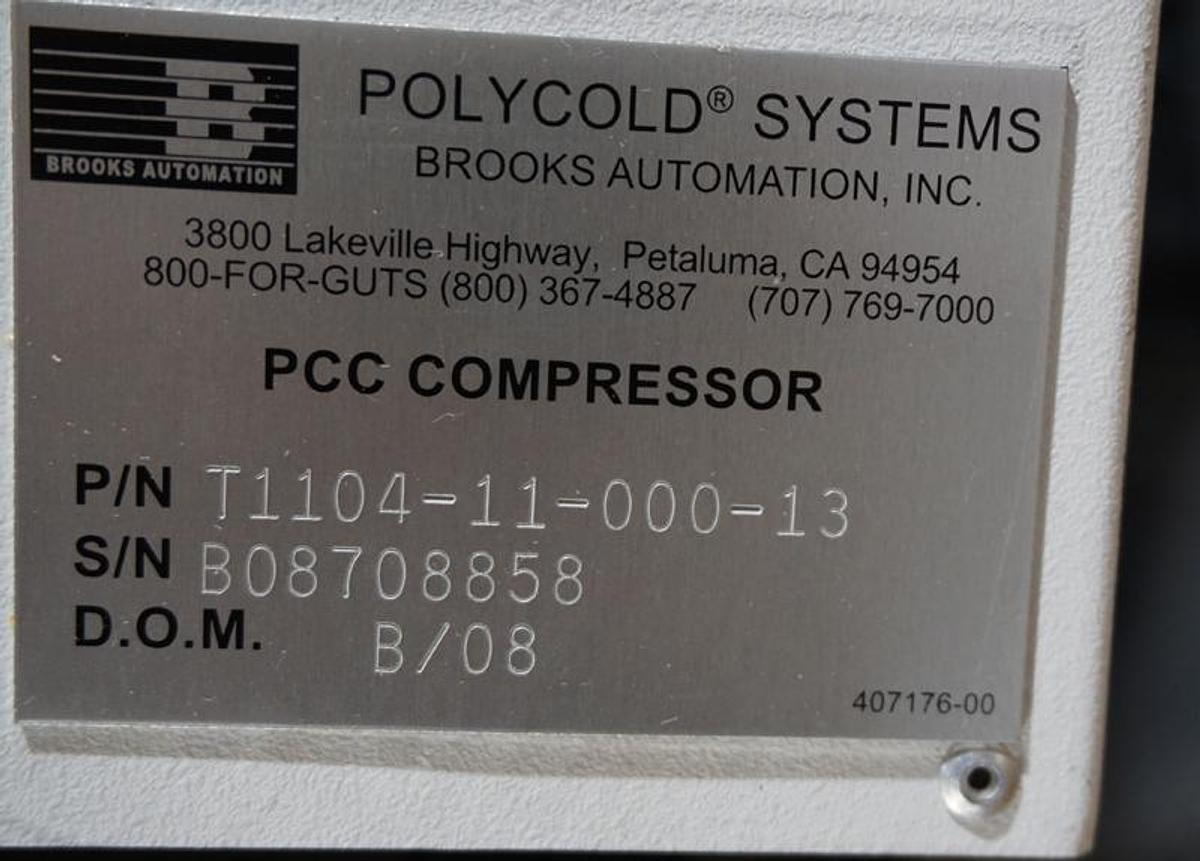 BROOKS AUTOMATION
POLYCOLD® SYSTEMS
BROOKS AUTOMATION, INC.
3800 Lakeville Highway, Petaluma, CA 94954
800-FOR-GUTS (800) 367-4887 (707) 769-7000
PCC COMPRESSOR
P/N T1104-11-000-13
S/N B08708858
D.O.M. B/08
407176-00